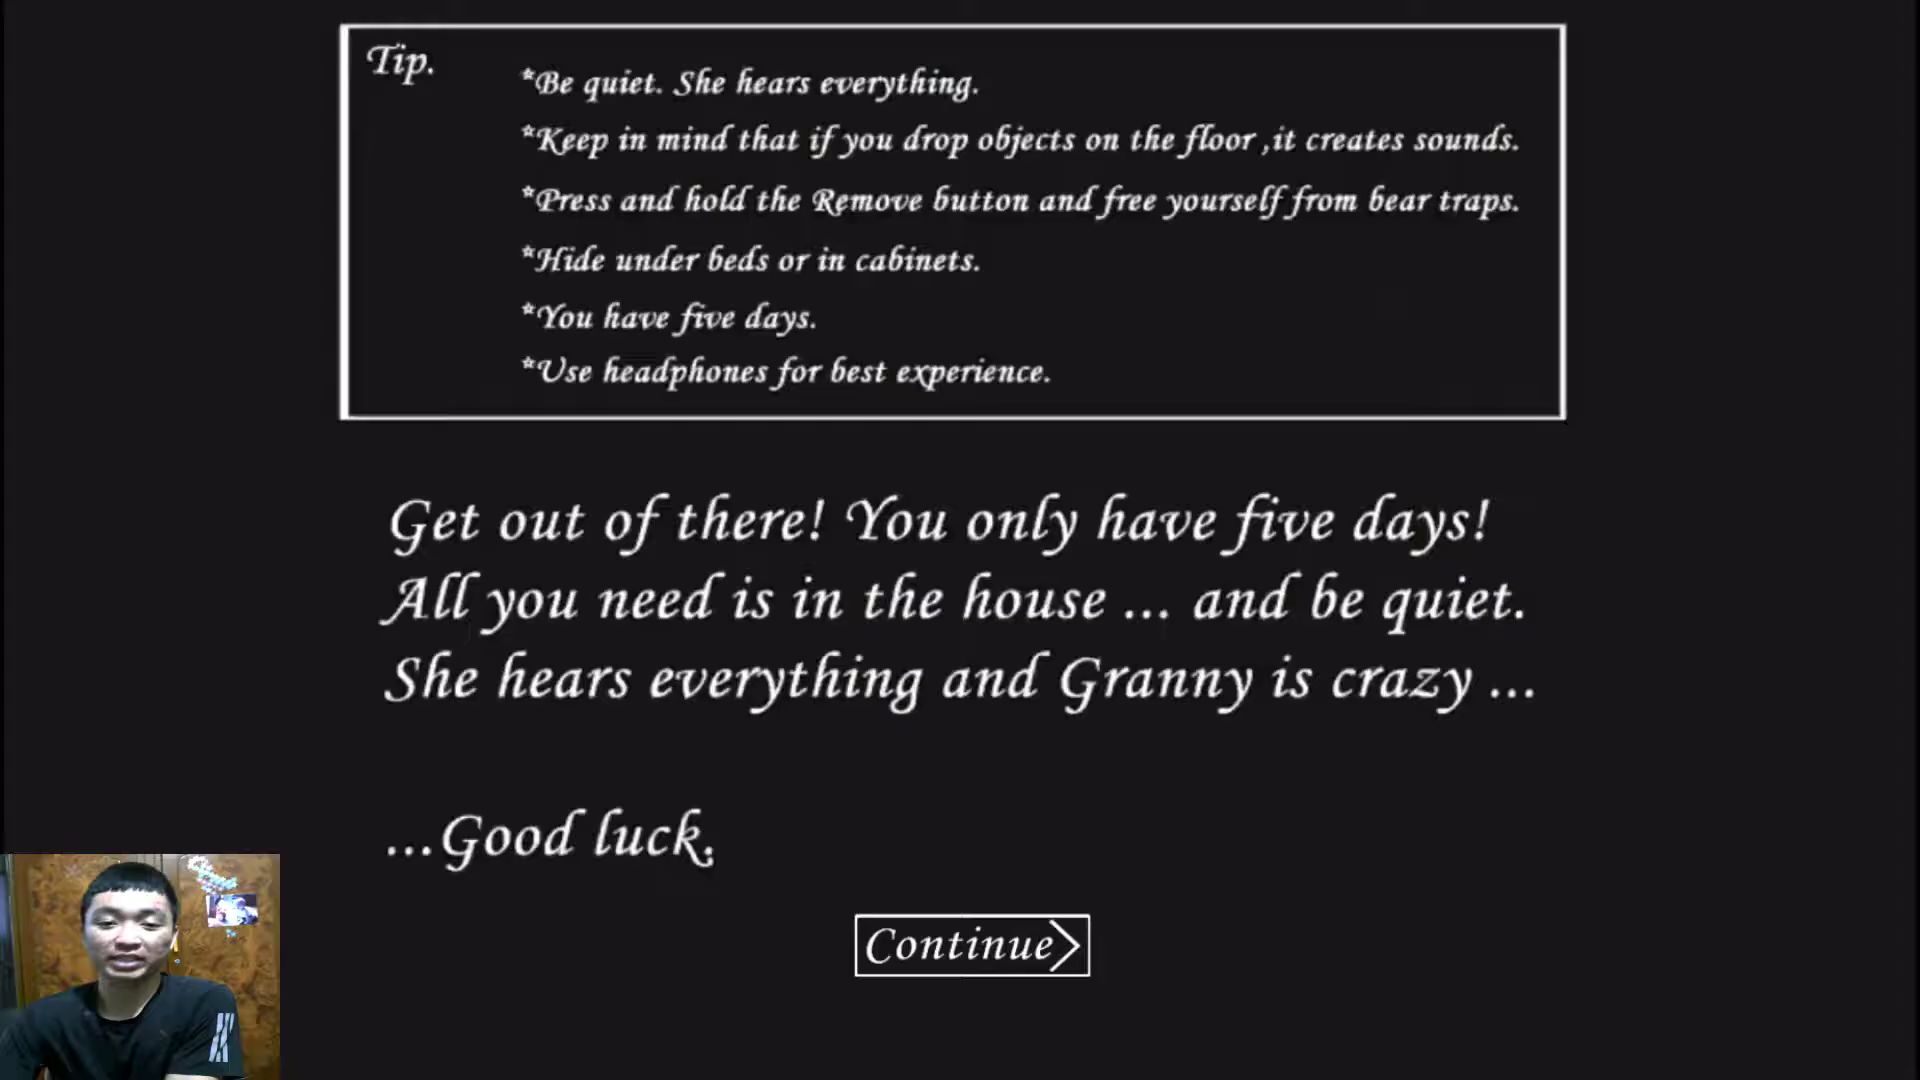 Tip.
*Be quiet. She hears everything.
*Keep in mind that if you drop objects on the floor ,it creates sounds.
*Press and hold the Remove button and free yourself from bear traps.
*Hide under beds or in cabinets.
*You have five days.
*Use headphones for best experience.
Get out of there! You only have five days!
All you need is in the house ... and be quiet.
She hears everything and Granny is crazy ...
...Good luck.
Continue>